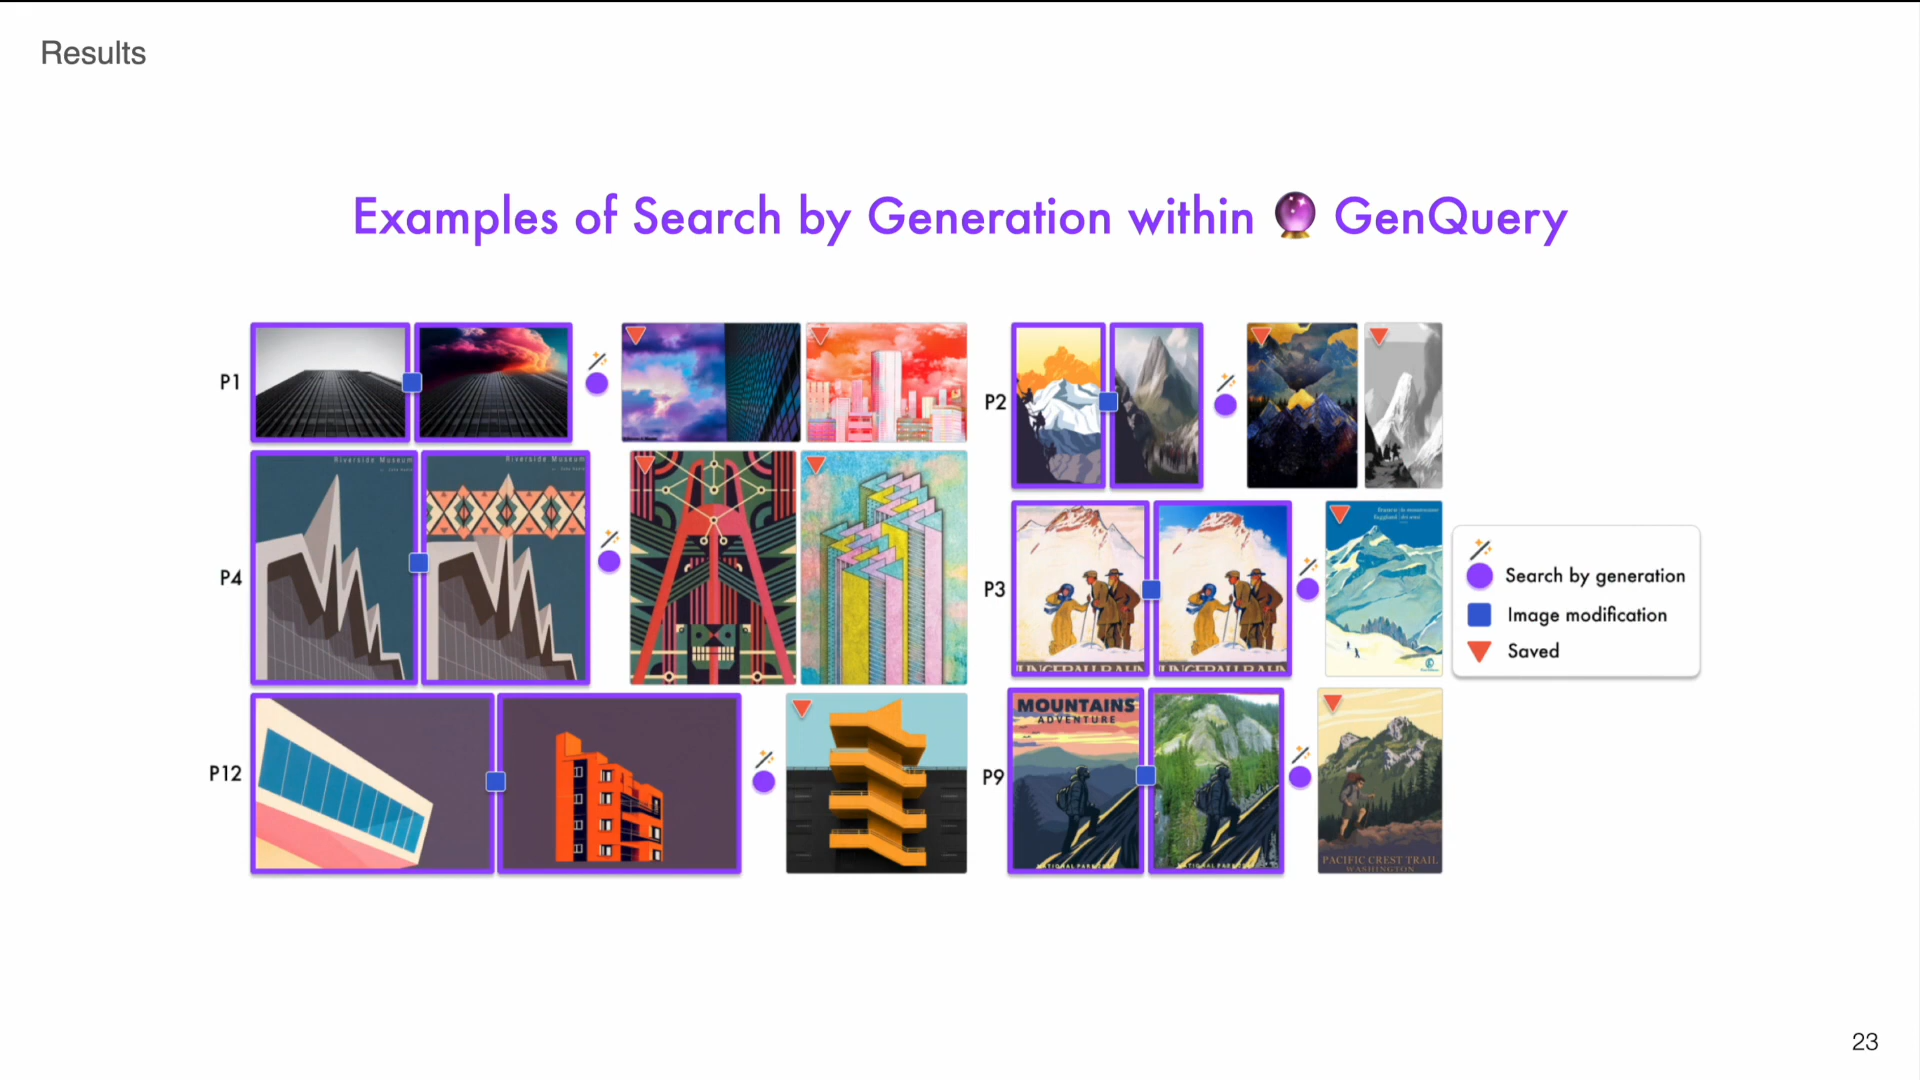 Results
Examples of Search by Generation within GenQuery
P1
P2
P4
Riverside Museum
Riverside Museum
P3
Search by generation
Image modification
Saved
P12
P9
MOUNTAINS
ADVENTURE
PACIFIC CREST TRAIL
WASHINGTON
23